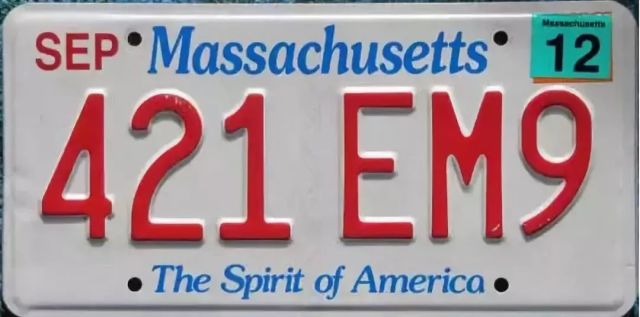 SEP Massachusetts Massachusetts 12
421 EM9
The Spirit of America